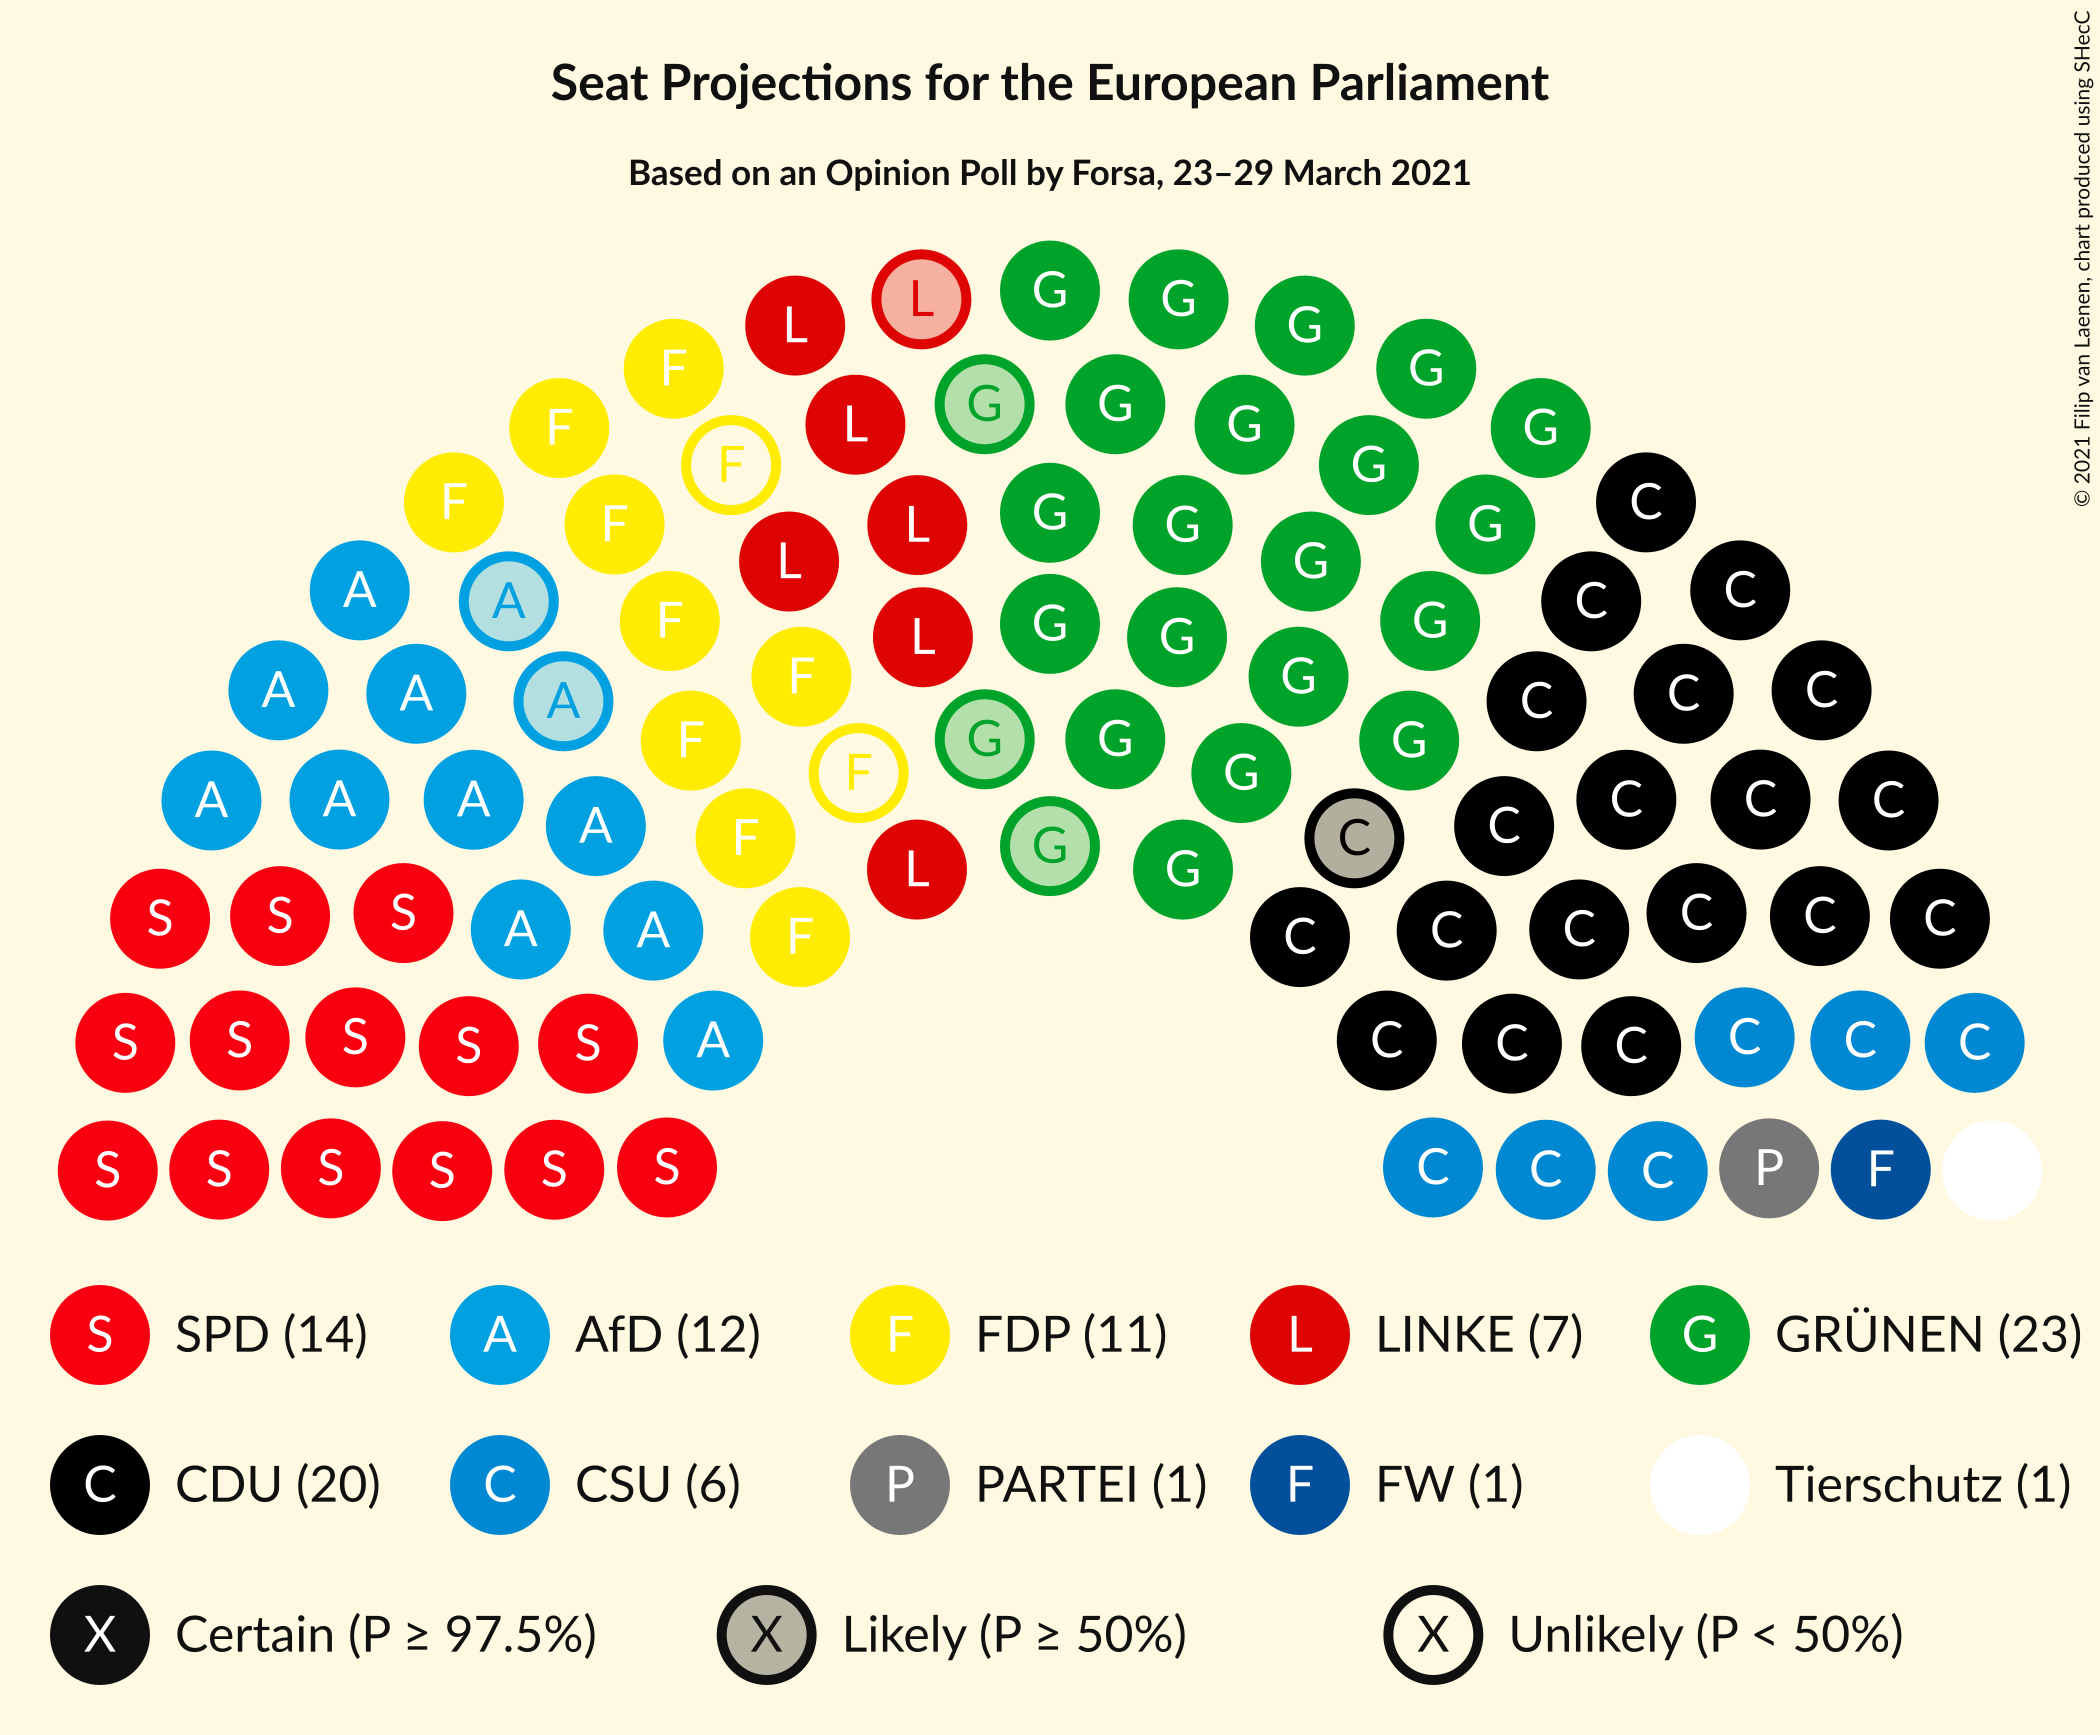 Seat Projections for the European Parliament
Based on an Opinion Poll by Forsa, 23–29 March 2021
© 2021 Filip van Laenen, chart produced using SHecC
L G G G
L G
F G
F L G G G G
F G C
F L G G G
F G
A A F L G C C
F L G G G
A F G C
A A A F G G C C C
F G G G
A A A F G C C C C
A F C C
S S S L G G C C C
A A F C C C
S S S S S A C C C C C C
S S S S S S C C C P F
S SPD (14) A AfD (12) F FDP (11) L LINKE (7) G GRÜNEN (23)
C CDU (20) C CSU (6) P PARTEI (1) F FW (1) Tierschutz (1)
X Certain (P ≥ 97.5%) X Likely (P ≥ 50%) X Unlikely (P < 50%)